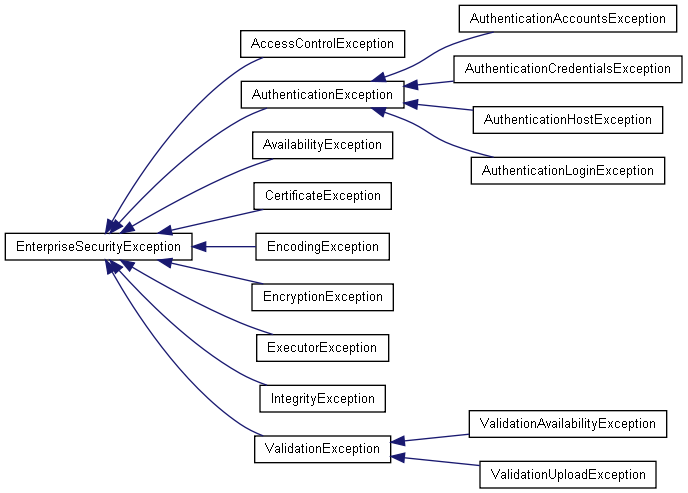 AuthenticationAccountsException
AccessControlException
AuthenticationCredentialsException
AuthenticationException
AuthenticationHostException
AvailabilityException
AuthenticationLoginException
CertificateException
EnterpriseSecurityException
EncodingException
EncryptionException
ExecutorException
IntegrityException
ValidationAvailabilityException
ValidationException
ValidationUploadException